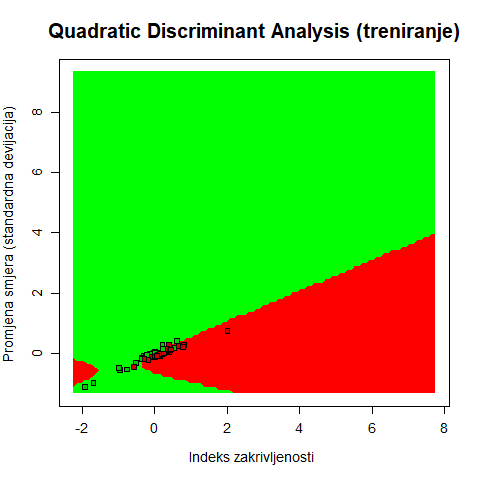 Quadratic Discriminant Analysis (treniranje)
Promjena smjera (standardna devijacija)
8
6
4
2
0
-2 0 2 4 6 8
Indeks zakrivljenosti